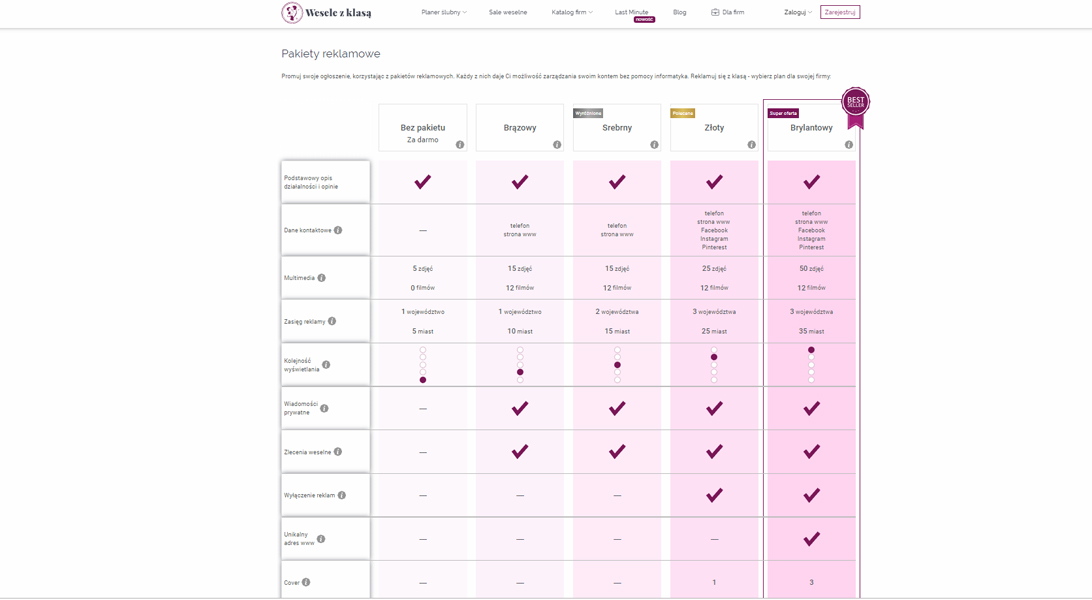 Wesele z klasą
Planer ślubny
Sale weselne
Katalog firm
Last Minute
NOWOŚĆ
Blog
Dla firm
Zaloguj
Zarejestruj
Pakiety reklamowe
Promuj swoje ogłoszenie, korzystając z pakietów reklamowych. Każdy z nich daje Ci możliwość zarządzania swoim kontem bez pomocy informatyka. Reklamuj się z klasą - wybierz plan dla swojej firmy.
BEST
SELLER
Bez pakietu
Za darmo
Brązowy
Wyróżniona
Srebrny
Polecana
Złoty
Super oferta
Brylantowy
Podstawowy opis
działalności i opinie
Dane kontaktowe
—
telefon
strona www
telefon
strona www
telefon
strona www
Facebook
Instagram
Pinterest
telefon
strona www
Facebook
Instagram
Pinterest
Multimedia
5 zdjęć
0 filmów
15 zdjęć
12 filmów
15 zdjęć
12 filmów
25 zdjęć
12 filmów
50 zdjęć
12 filmów
Zasięg reklamy
1 województwo
5 miast
1 województwo
10 miast
2 województwa
15 miast
3 województwa
25 miast
3 województwa
35 miast
Kolejność
wyświetlania
Wiadomości
prywatne
—
Zlecenia weselne
—
Wyłączenie reklam
— — —
Unikalny
adres www
— — — —
Cover
— — — 1 3